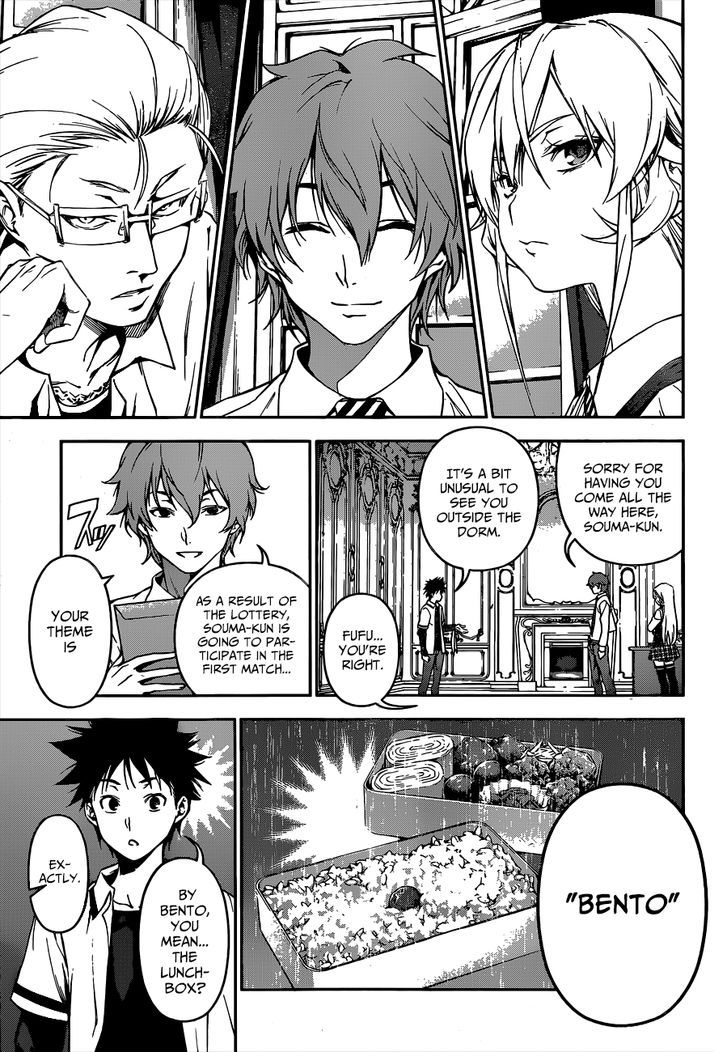 SORRY FOR
HAVING YOU
COME ALL
THE
WAY HERE,
SOUMA-KUN.
IT'S A BIT
UNUSUAL TO
SEE YOU
OUTSIDE THE
DORM.
FUFU...
YOU'RE
RIGHT.
AS A RESULT
OF THE
LOTTERY,
SOUMA-KUN IS
GOING TO PAR-
TICIPATE IN THE
FIRST MATCH...
スッ
YOUR
THEME
IS
"BENTO"
BY
BENTO,
YOU
MEAN...
THE
LUNCH-
BOX?
EX-
ACTLY.